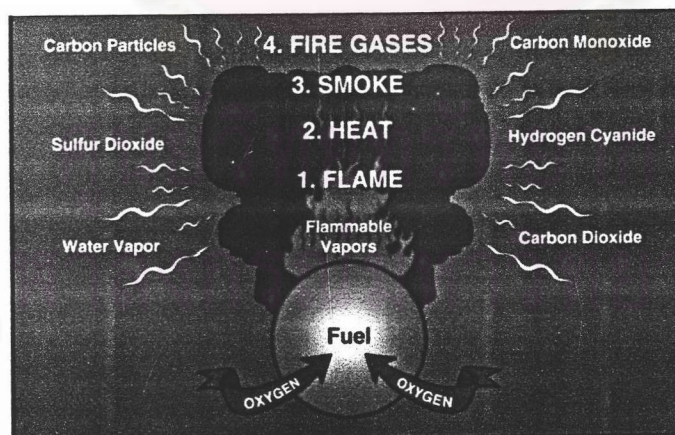 Carbon Particles
4. FIRE GASES
Carbon Monoxide
3. SMOKE
Sulfur Dioxide
2. HEAT
Hydrogen Cyanide
1. FLAME
Water Vapor
Flammable
Vapors
Carbon Dioxide
Fuel
OXYGEN
OXYGEN